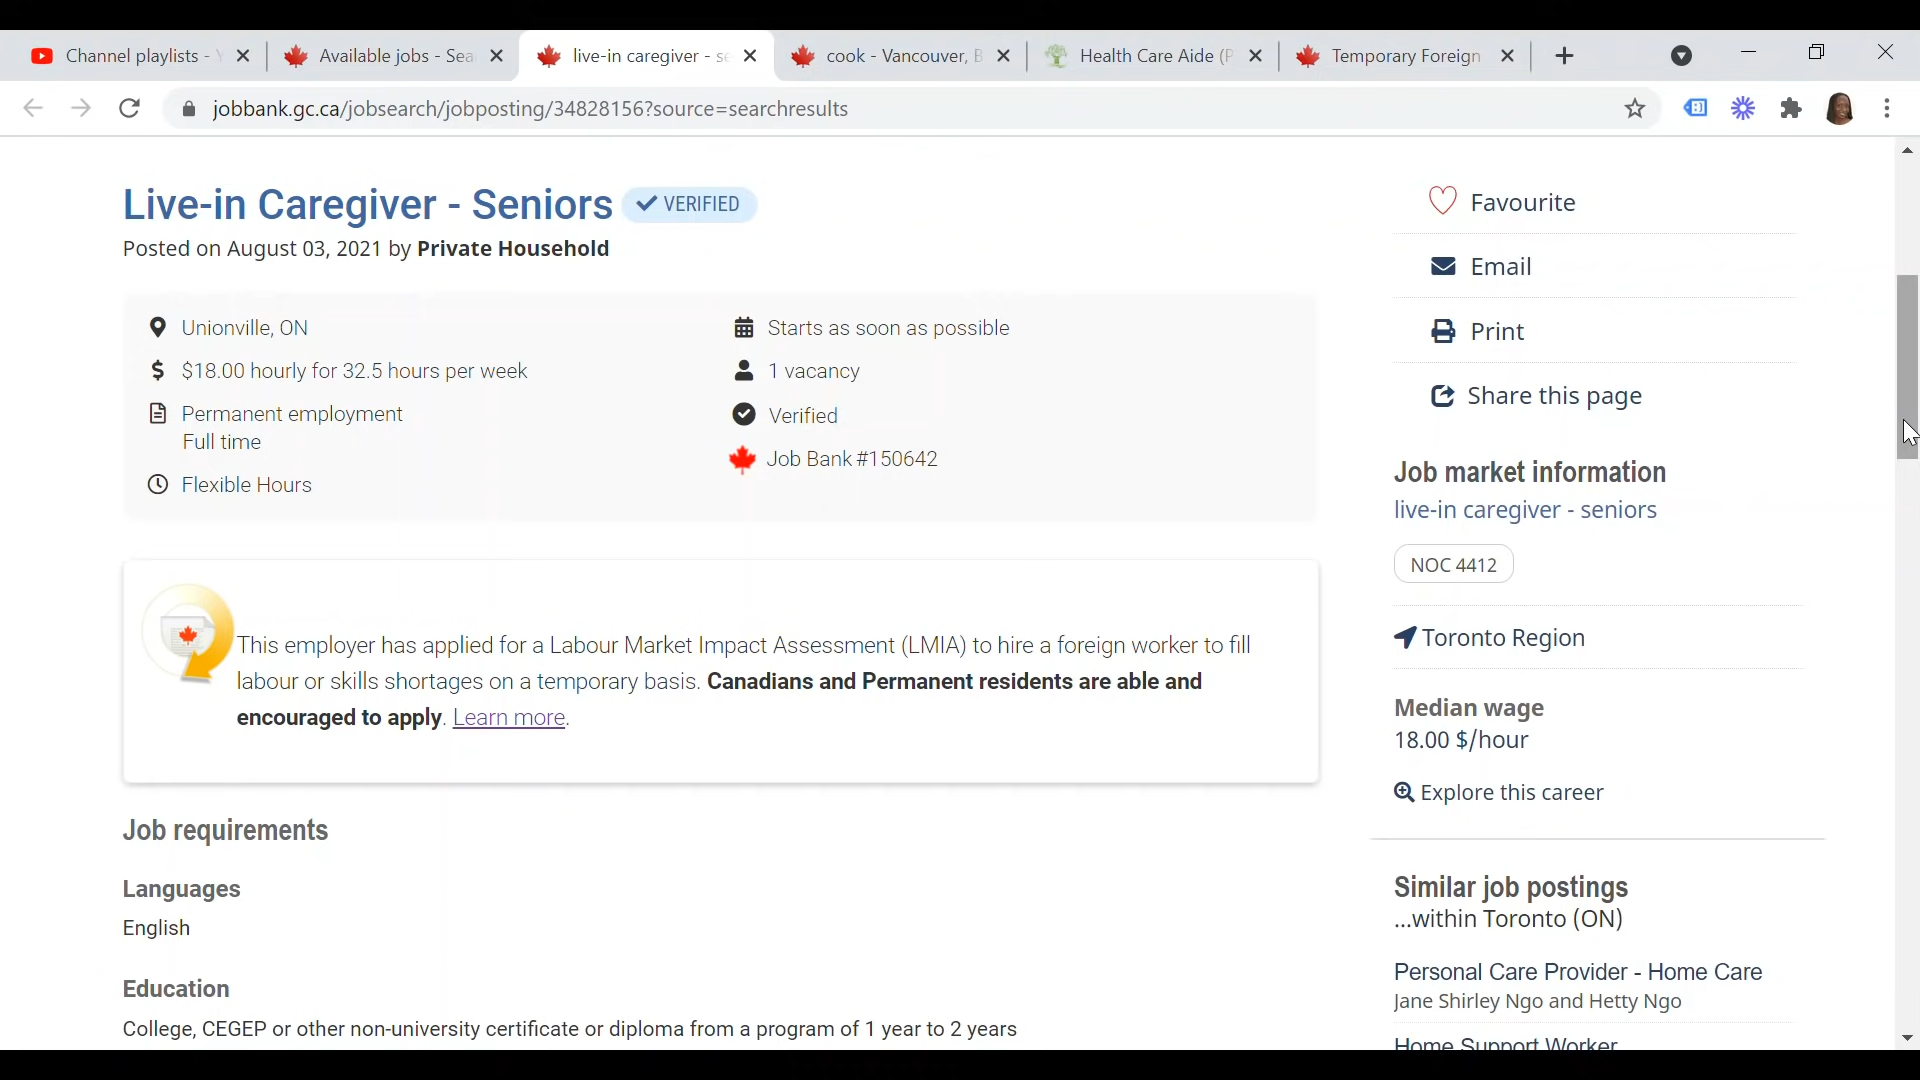 Channel playlists - Y
Available jobs - Sea
live-in caregiver - se
cook - Vancouver, B
Health Care Aide (P
Temporary Foreign
jobbank.gc.ca/jobsearch/jobposting/34828156?source=searchresults
Live-in Caregiver - Seniors VERIFIED
Posted on August 03, 2021 by Private Household
Unionville, ON
$18.00 hourly for 32.5 hours per week
Permanent employment
Full time
Flexible Hours
Starts as soon as possible
1 vacancy
Verified
Job Bank #150642
This employer has applied for a Labour Market Impact Assessment (LMIA) to hire a foreign worker to fill
labour or skills shortages on a temporary basis. Canadians and Permanent residents are able and
encouraged to apply. Learn more.
Job requirements
Languages
English
Education
College, CEGEP or other non-university certificate or diploma from a program of 1 year to 2 years
Favourite
Email
Print
Share this page
Job market information
live-in caregiver - seniors
NOC 4412
Toronto Region
Median wage
18.00 $/hour
Explore this career
Similar job postings
...within Toronto (ON)
Personal Care Provider - Home Care
Jane Shirley Ngo and Hetty Ngo
Home Support Worker